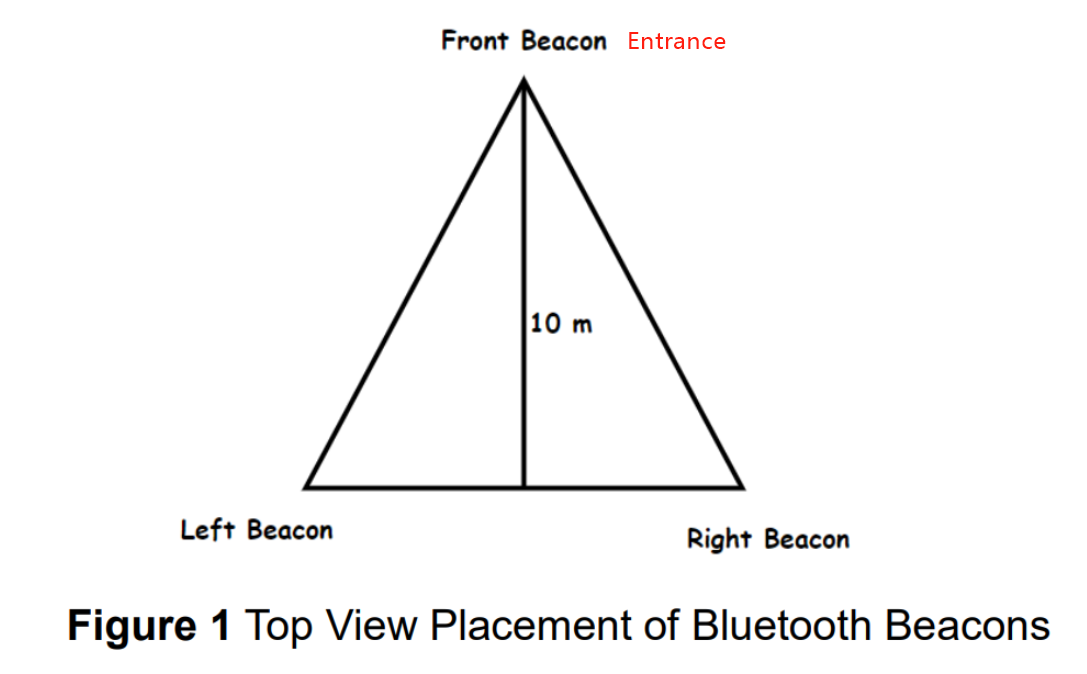 Front Beacon Entrance
10 m
Left Beacon
Right Beacon
Figure 1 Top View Placement of Bluetooth Beacons